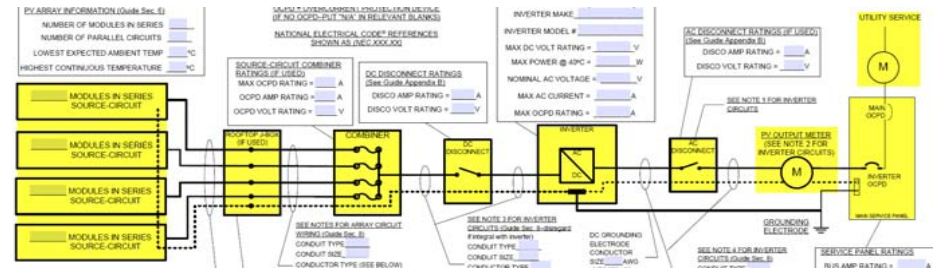 PV ARRAY INFORMATION (Guide Sec. 6)
NUMBER OF MODULES IN SERIES
NUMBER OF PARALLEL CIRCUITS
LOWEST EXPECTED AMBIENT TEMP ºC
HIGHEST CONTINUOUS TEMPERATURE ºC
OCPD = OVERCURRENT PROTECTION DEVICE
(IF NO OCPD–PUT "N/A" IN RELEVANT BLANKS)
NATIONAL ELECTRICAL CODE® REFERENCES
SHOWN AS (NEC XXX.XX)
SOURCE-CIRCUIT COMBINER
RATINGS (IF USED)
MAX OCPD RATING = A
OCPD AMP RATING = A
OCPD VOLT RATING = V
DC DISCONNECT RATINGS
(See Guide Appendix B)
DISCO AMP RATING = A
DISCO VOLT RATING = V
INVERTER MAKE
INVERTER MODEL #
MAX DC VOLT RATING = V
MAX POWER @ 40ºC = W
NOMINAL AC VOLTAGE = V
MAX AC CURRENT = A
MAX OCPD RATING = A
AC DISCONNECT RATINGS (IF USED)
(See Guide Appendix B)
DISCO AMP RATING = A
DISCO VOLT RATING = V
SEE NOTE 1 FOR INVERTER
CIRCUITS
UTILITY SERVICE
M
MODULES IN SERIES
SOURCE-CIRCUIT
MODULES IN SERIES
SOURCE-CIRCUIT
MODULES IN SERIES
SOURCE-CIRCUIT
MODULES IN SERIES
SOURCE-CIRCUIT
ROOFTOP J-BOX
(IF USED)
COMBINER
DC
DISCONNECT
INVERTER
AC
DC
AC
DISCONNECT
PV OUTPUT METER
(SEE NOTE 2 FOR
INVERTER CIRCUITS)
M
MAIN
OCPD
INVERTER
OCPD
MAIN SERVICE PANEL
GROUNDING
ELECTRODE
SEE NOTES FOR ARRAY CIRCUIT
WIRING (Guide Sec. 8)
CONDUIT TYPE
CONDUIT SIZE
CONDUCTOR TYPE (SEE BELOW)
SEE NOTE 3 FOR INVERTER
CIRCUITS (Guide Sec. 8–disregard
if integral with inverter)
CONDUIT TYPE
CONDUIT SIZE
CONDUCTOR TYPE
DC GROUNDING
ELECTRODE
CONDUCTOR
SIZE AWG
SEE NOTE 4 FOR INVERTER
CIRCUITS (Guide Sec. 8)
CONDUIT TYPE
SERVICE PANEL RATINGS
BUS AMP RATING = A